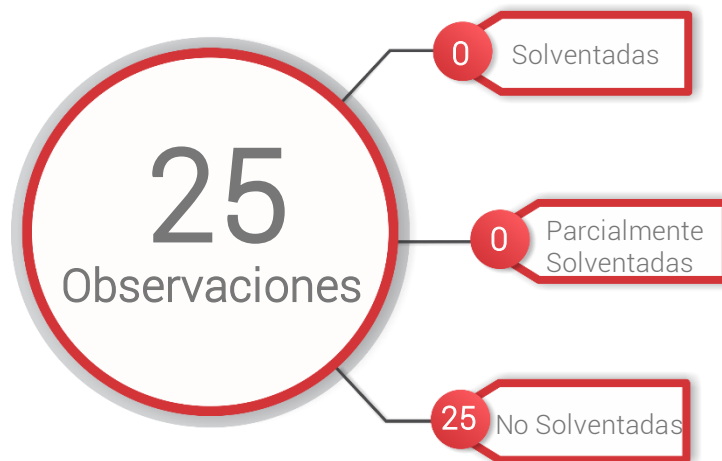 25
Observaciones
0
Solventadas
0
Parcialmente
Solventadas
25
No Solventadas